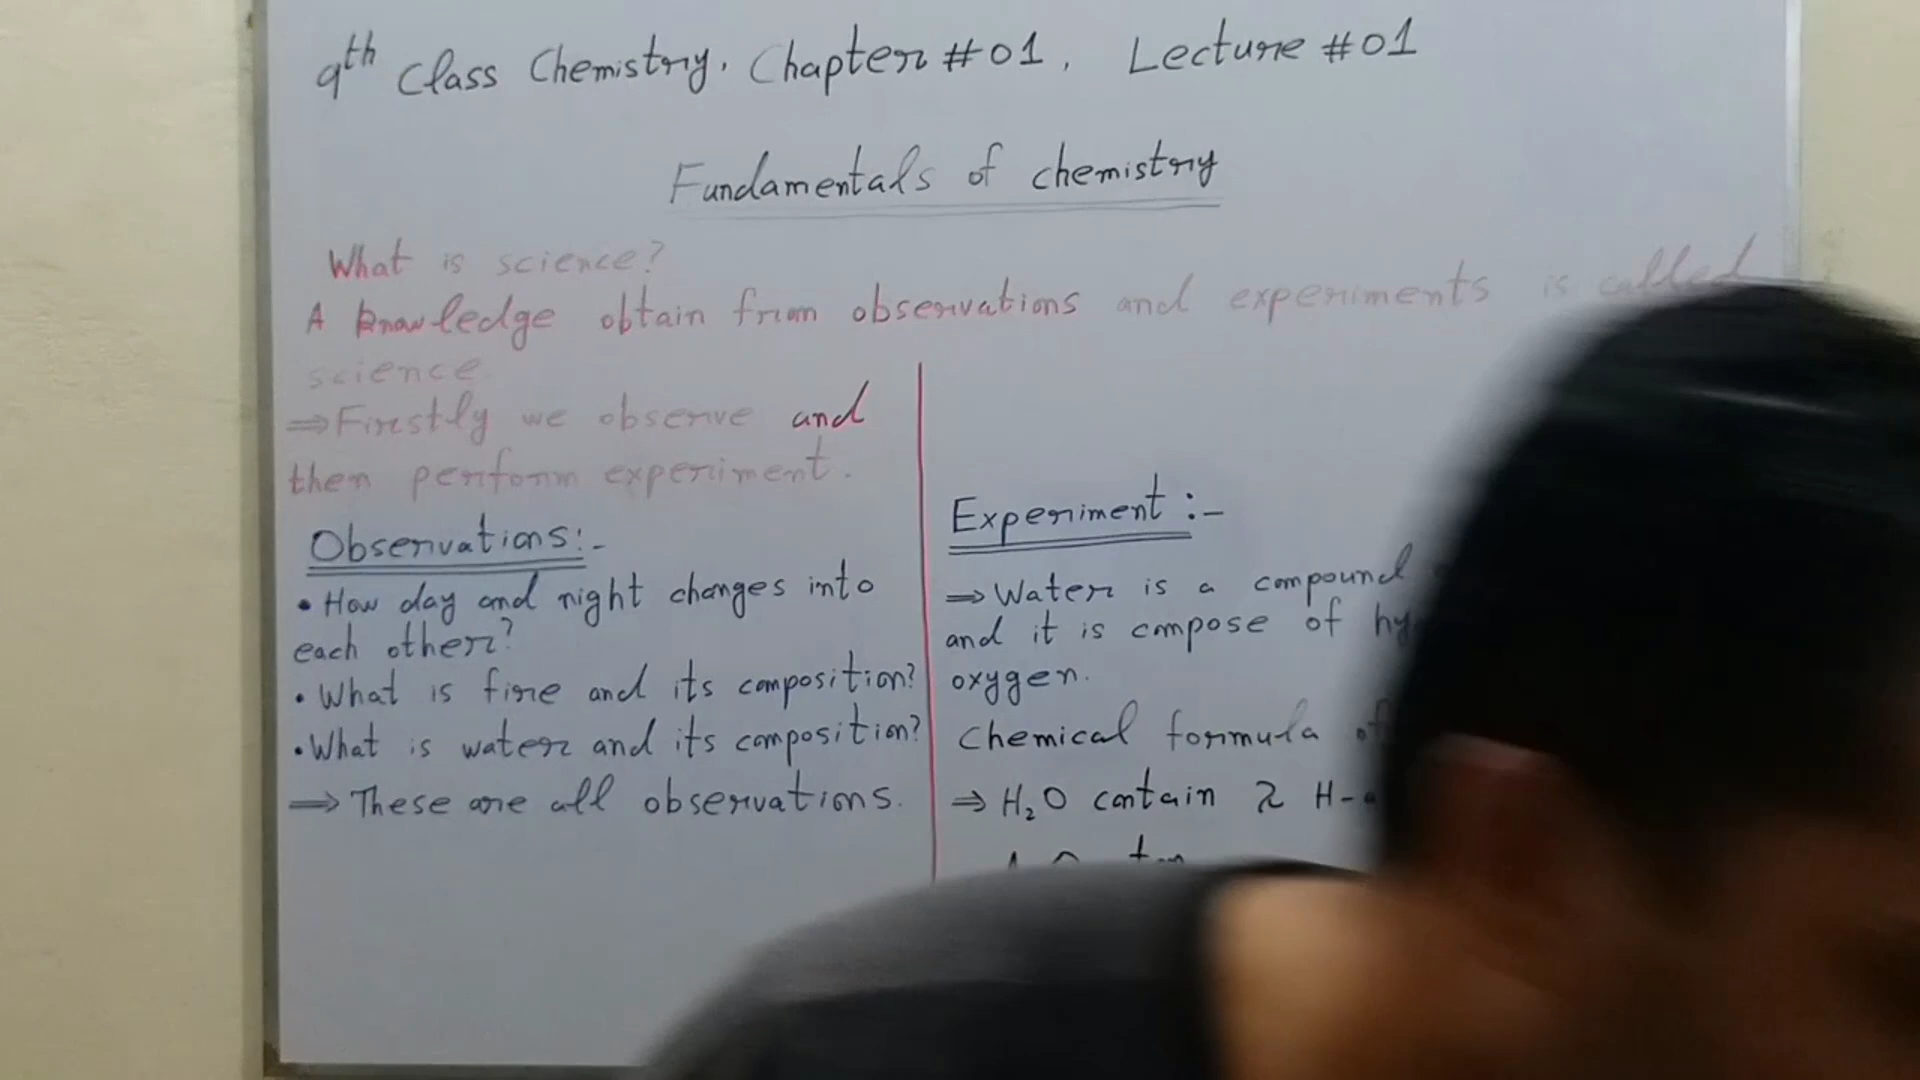 9th Class Chemistry. Chapter #01, Lecture #01
Fundamentals of chemistry
What is science?
A knowledge obtain from observations and experiments is called
science.
⇒Firstly we observe and
then perform experiment.
Observations:-
• How day and night changes into
each other?
• What is fire and its composition?
• What is water and its composition?
⇒ These are all observations.
Experiment:-
⇒ Water is a compound
and it is compose of hy
oxygen.
Chemical formula of
⇒ H₂O contain 2 H-